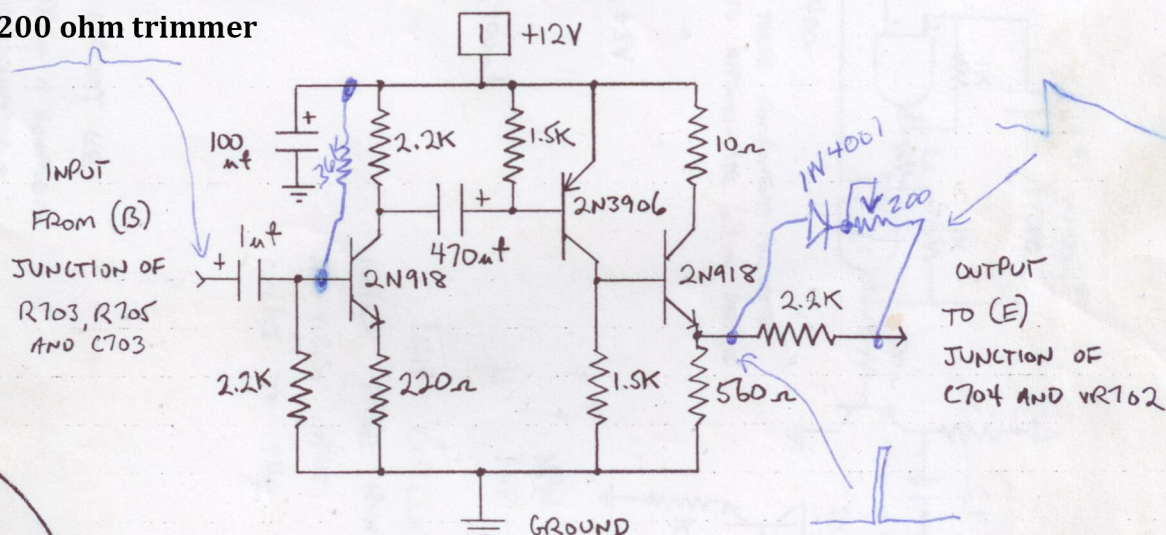 200 ohm trimmer
1
+12V
+
100
uf
36K
2.2K
1.5K
10Ω
1N4001
200
INPUT
FROM (B)
JUNCTION OF
R703, R705
AND C703
1uf
+
+
470uf
2N3906
2N918
2N918
2.2K
OUTPUT
TO (E)
JUNCTION OF
C704 AND VR702
2.2K
220Ω
1.5K
560Ω
GROUND